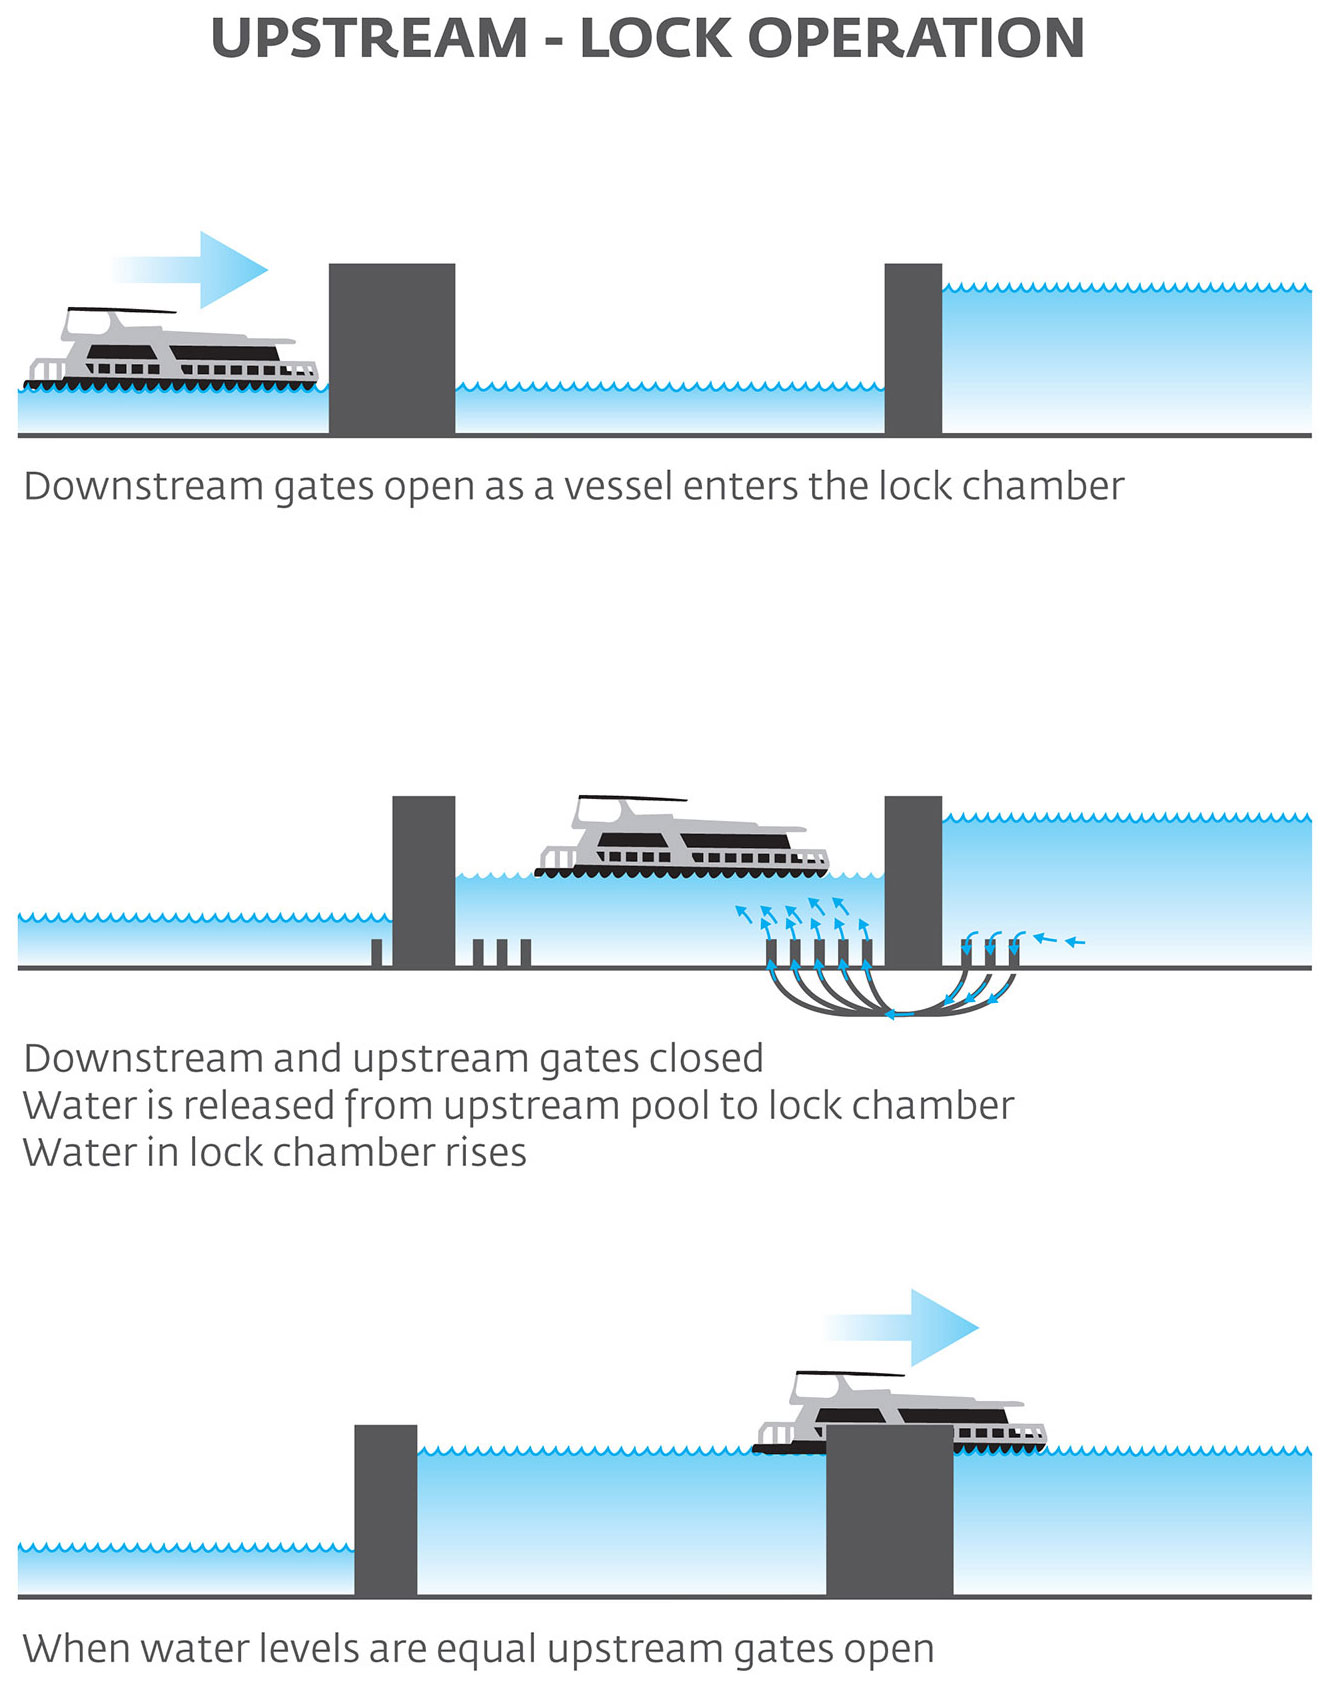 UPSTREAM - LOCK OPERATION
Downstream gates open as a vessel enters the lock chamber
Downstream and upstream gates closed
Water is released from upstream pool to lock chamber
Water in lock chamber rises
When water levels are equal upstream gates open